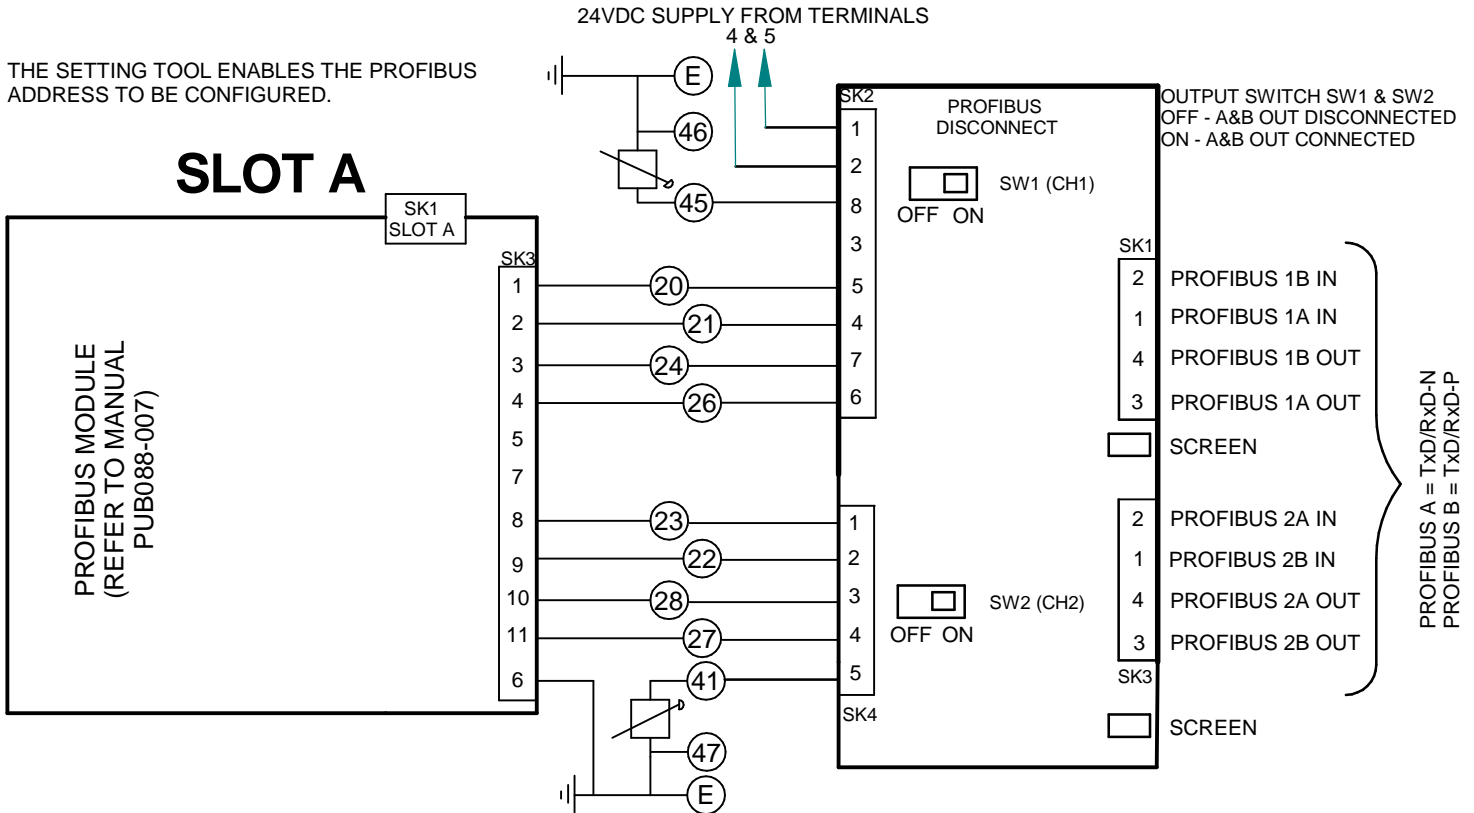 24VDC SUPPLY FROM TERMINALS
4 & 5
THE SETTING TOOL ENABLES THE PROFIBUS
ADDRESS TO BE CONFIGURED.
SLOT A
SK1
SLOT A
PROFIBUS MODULE
(REFER TO MANUAL
PUB088-007)
SK3
1
2
3
4
5
7
8
9
10
11
6
E
46
45
20
21
24
26
23
22
28
27
41
47
E
SK2
1
2
8
3
5
4
7
6
1
2
3
4
5
SK4
PROFIBUS
DISCONNECT
SW1 (CH1)
OFF ON
SW2 (CH2)
OFF ON
OUTPUT SWITCH SW1 & SW2
OFF - A&B OUT DISCONNECTED
ON - A&B OUT CONNECTED
SK1
2 PROFIBUS 1B IN
1 PROFIBUS 1A IN
4 PROFIBUS 1B OUT
3 PROFIBUS 1A OUT
SCREEN
2 PROFIBUS 2A IN
1 PROFIBUS 2B IN
4 PROFIBUS 2A OUT
3 PROFIBUS 2B OUT
SK3
SCREEN
PROFIBUS A = TxD/RxD-N
PROFIBUS B = TxD/RxD-P